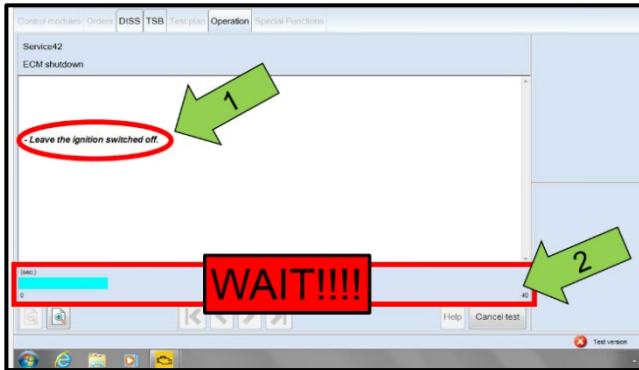 Control modules Orders DISS TSB Test plan Operation Special Functions
Service42
ECM shutdown
1
- Leave the ignition switched off.
2
(sec.)
WAIT!!!!
0 40
Help Cancel test
Test version